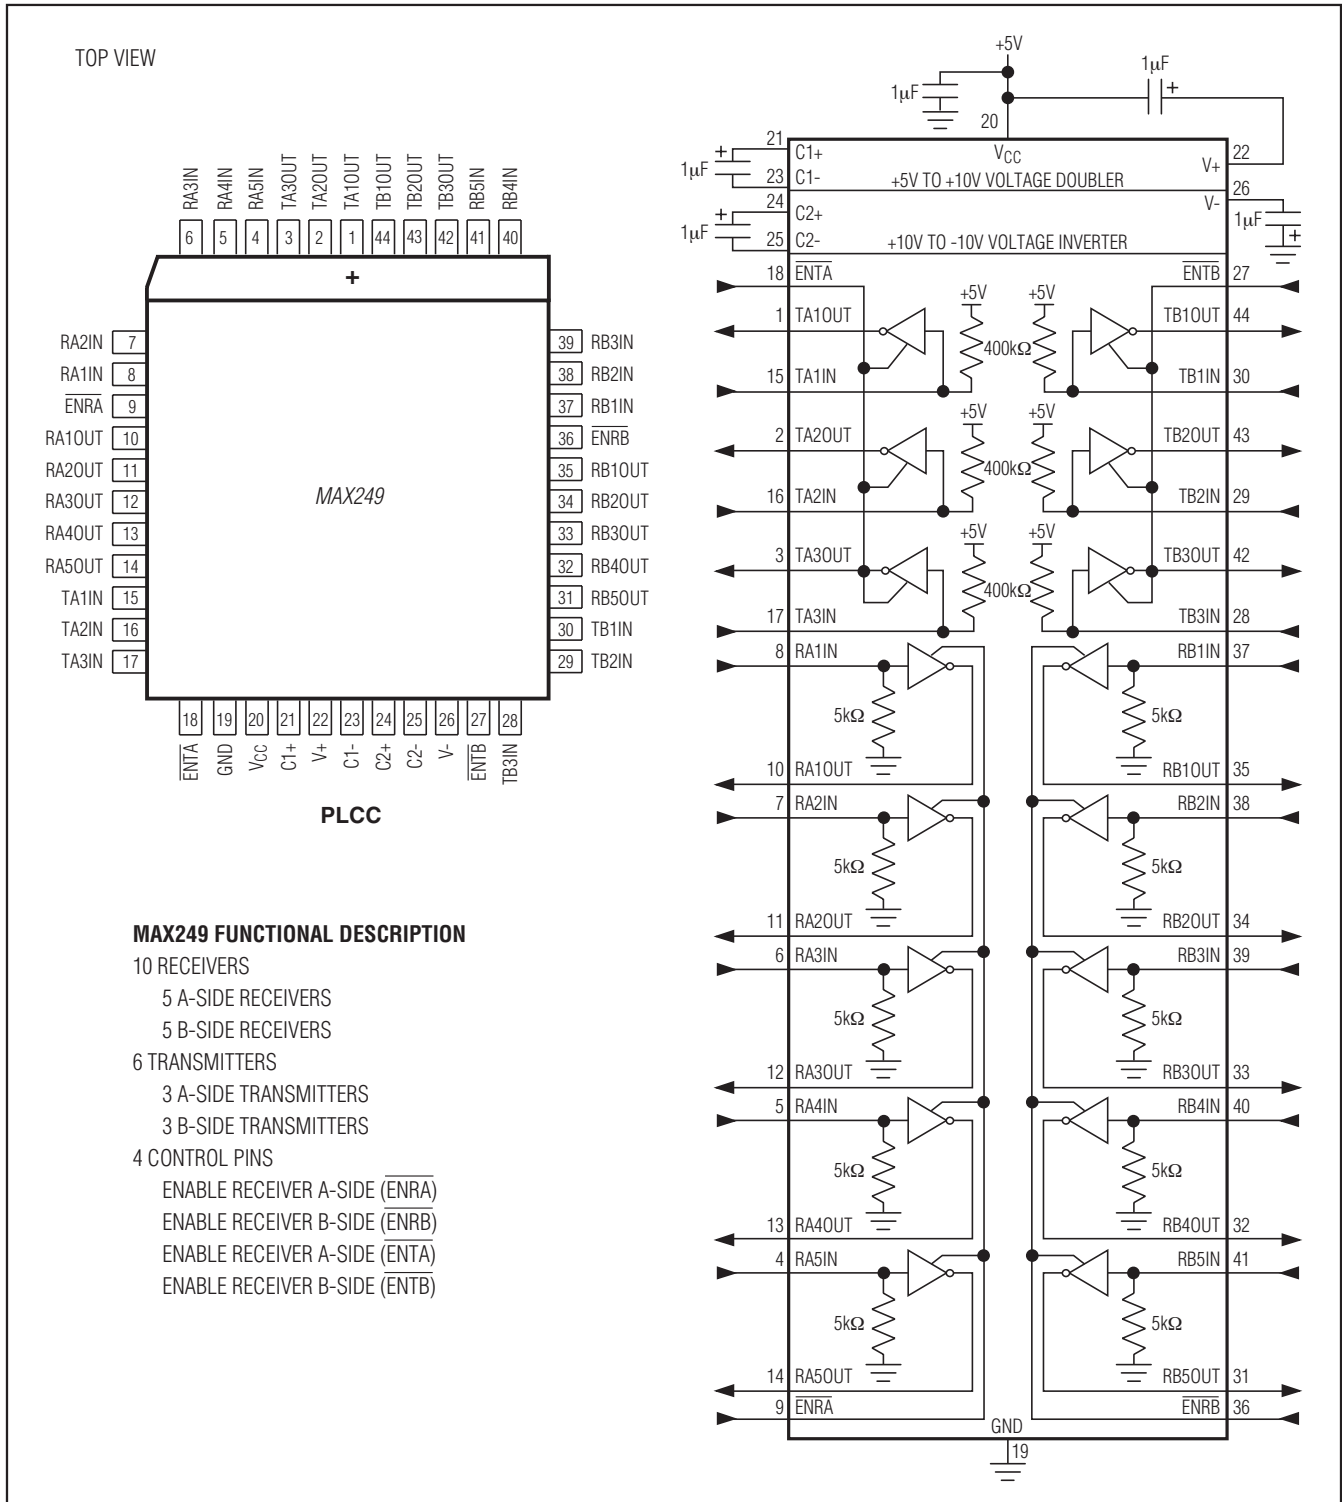 TOP VIEW
RA3IN
RA4IN
RA5IN
TA3OUT
TA2OUT
TA1OUT
TB1OUT
TB2OUT
TB3OUT
RB5IN
RB4IN
6 5 4 3 2 1 44 43 42 41 40
+
RA2IN 7
RA1IN 8
ENRA 9
RA1OUT 10
RA2OUT 11
RA3OUT 12
RA4OUT 13
RA5OUT 14
TA1IN 15
TA2IN 16
TA3IN 17
MAX249
39 RB3IN
38 RB2IN
37 RB1IN
36 ENRB
35 RB1OUT
34 RB2OUT
33 RB3OUT
32 RB4OUT
31 RB5OUT
30 TB1IN
29 TB2IN
18 19 20 21 22 23 24 25 26 27 28
ENTA
GND
VCC
C1+
V+
C1-
C2+
C2-
V-
ENTB
TB3IN
PLCC
MAX249 FUNCTIONAL DESCRIPTION
10 RECEIVERS
5 A-SIDE RECEIVERS
5 B-SIDE RECEIVERS
6 TRANSMITTERS
3 A-SIDE TRANSMITTERS
3 B-SIDE TRANSMITTERS
4 CONTROL PINS
ENABLE RECEIVER A-SIDE (ENRA)
ENABLE RECEIVER B-SIDE (ENRB)
ENABLE RECEIVER A-SIDE (ENTA)
ENABLE RECEIVER B-SIDE (ENTB)
+5V
1µF
1µF
+
20
21 C1+ VCC V+ 22
+
1µF
23 C1- +5V TO +10V VOLTAGE DOUBLER
V- 26
24 C2+
+
1µF
1µF
+
25 C2- +10V TO -10V VOLTAGE INVERTER
18 ENTA ENTB 27
+5V +5V
1 TA1OUT TB1OUT 44
400kΩ
15 TA1IN TB1IN 30
+5V +5V
2 TA2OUT TB2OUT 43
400kΩ
16 TA2IN TB2IN 29
+5V +5V
3 TA3OUT TB3OUT 42
400kΩ
17 TA3IN TB3IN 28
8 RA1IN RB1IN 37
5kΩ 5kΩ
10 RA1OUT RB1OUT 35
7 RA2IN RB2IN 38
5kΩ 5kΩ
11 RA2OUT RB2OUT 34
6 RA3IN RB3IN 39
5kΩ 5kΩ
12 RA3OUT RB3OUT 33
5 RA4IN RB4IN 40
5kΩ 5kΩ
13 RA4OUT RB4OUT 32
4 RA5IN RB5IN 41
5kΩ 5kΩ
14 RA5OUT RB5OUT 31
9 ENRA ENRB 36
GND
19